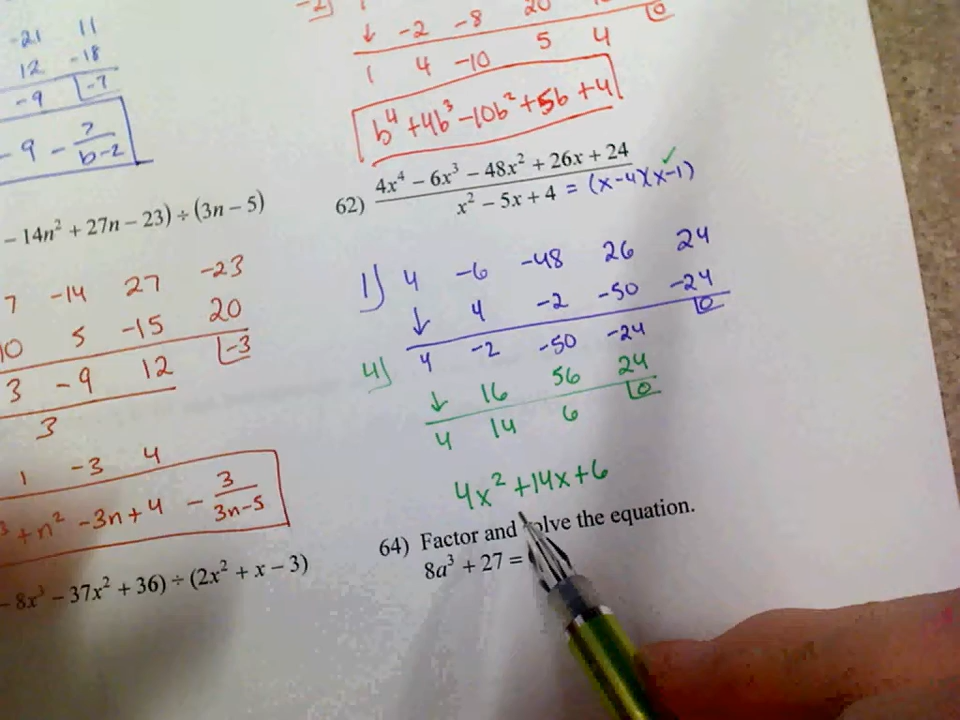 -21 11
12 -18
-9 -7
-9 - 7/(b-2)
-2)
↓ -2 -8 20
0
1 4 -10 5 4
b⁴ + 4b³ - 10b² + 5b + 4
- 14n² + 27n - 23) ÷ (3n - 5)
7 -14 27 -23
10 5 -15 20
3 -9 12 -3
3
1 -3 4
³ + n² - 3n + 4 - 3/(3n-5)
- 8x³ - 37x² + 36) ÷ (2x² + x - 3)
62) 4x⁴ - 6x³ - 48x² + 26x + 24
x² - 5x + 4 = (x-4)(x-1) ✓
1) 4 -6 -48 26 24
↓ 4 -2 -50 -24
4 -2 -50 -24 0
4) ↓ 16 56 24
4 14 6 0
4x² + 14x + 6
64) Factor and solve the equation.
8a³ + 27 =